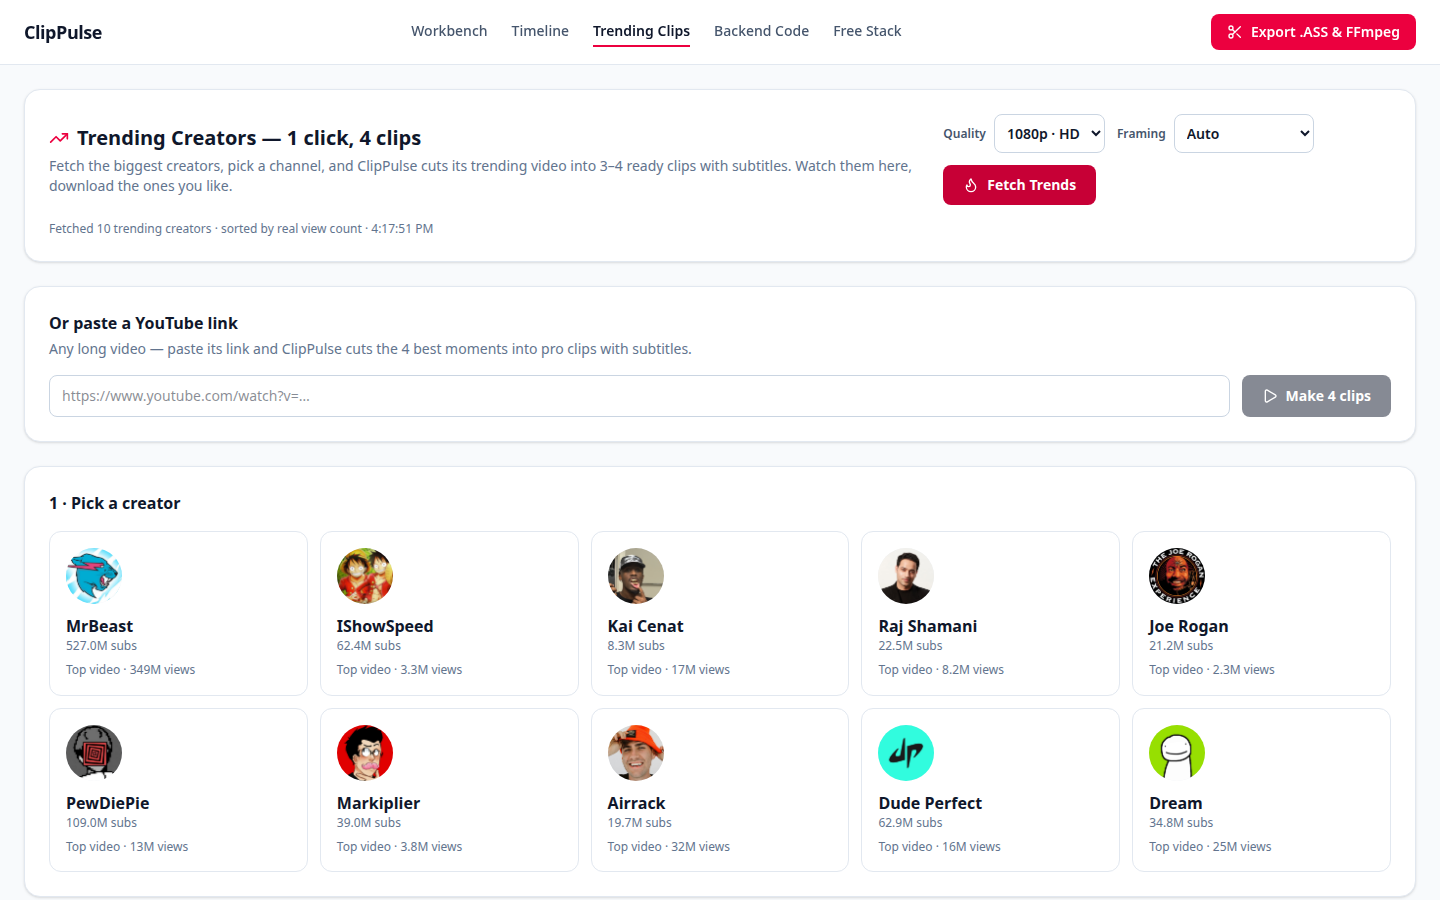 ClipPulse
Workbench
Timeline
Trending Clips
Backend Code
Free Stack
Export .ASS & FFmpeg
Trending Creators — 1 click, 4 clips
Fetch the biggest creators, pick a channel, and ClipPulse cuts its trending video into 3–4 ready clips with subtitles. Watch them here,
download the ones you like.
Quality
1080p · HD
Framing
Auto
Fetch Trends
Fetched 10 trending creators · sorted by real view count · 4:17:51 PM
Or paste a YouTube link
Any long video — paste its link and ClipPulse cuts the 4 best moments into pro clips with subtitles.
https://www.youtube.com/watch?v=...
Make 4 clips
1 · Pick a creator
MrBeast
527.0M subs
Top video · 349M views
IShowSpeed
62.4M subs
Top video · 3.3M views
Kai Cenat
8.3M subs
Top video · 17M views
Raj Shamani
22.5M subs
Top video · 8.2M views
THE JOE ROGAN
EXPERIENCE
Joe Rogan
21.2M subs
Top video · 2.3M views
PewDiePie
109.0M subs
Top video · 13M views
Markiplier
39.0M subs
Top video · 3.8M views
Airrack
19.7M subs
Top video · 32M views
dp
Dude Perfect
62.9M subs
Top video · 16M views
Dream
34.8M subs
Top video · 25M views